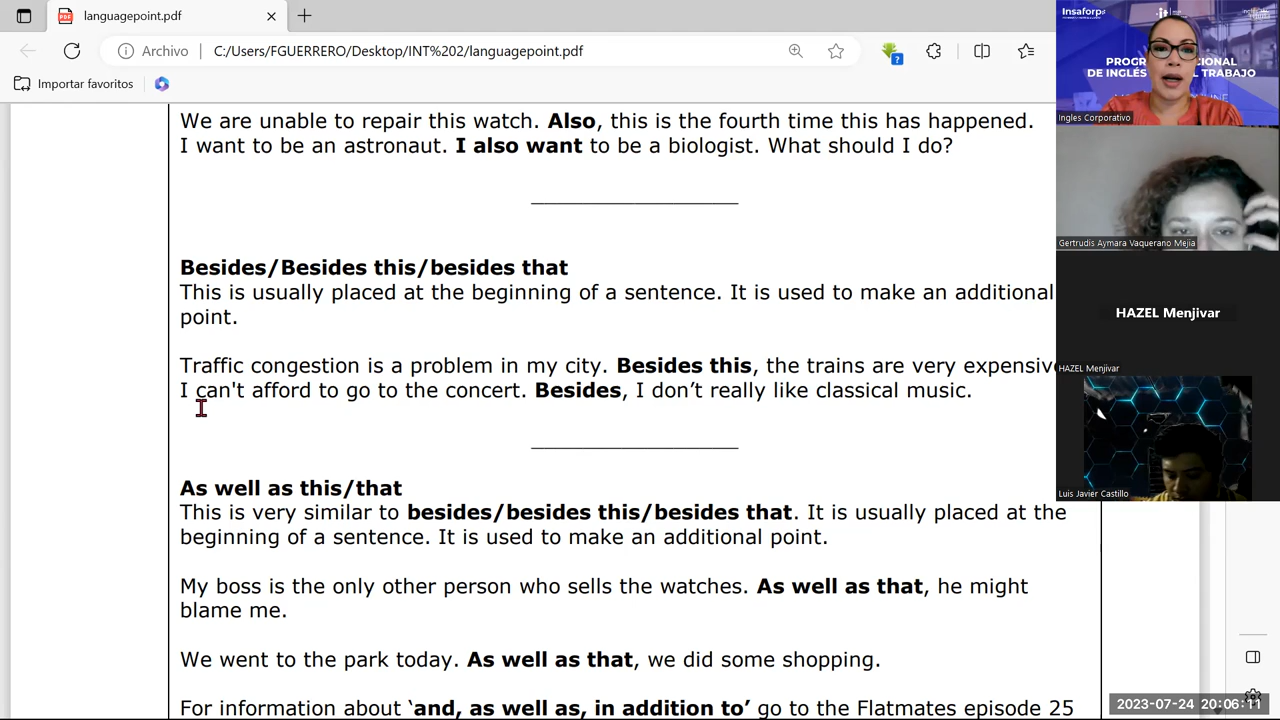 languagepoint.pdf
Archivo
C:/Users/FGUERRERO/Desktop/INT%202/languagepoint.pdf
Importar favoritos
We are unable to repair this watch. Also, this is the fourth time this has happened.
I want to be an astronaut. I also want to be a biologist. What should I do?
Besides/Besides this/besides that
This is usually placed at the beginning of a sentence. It is used to make an additional
point.
Traffic congestion is a problem in my city. Besides this, the trains are very expensiv
I can't afford to go to the concert. Besides, I don’t really like classical music.
As well as this/that
This is very similar to besides/besides this/besides that. It is usually placed at the
beginning of a sentence. It is used to make an additional point.
My boss is the only other person who sells the watches. As well as that, he might
blame me.
We went to the park today. As well as that, we did some shopping.
For information about ‘and, as well as, in addition to’ go to the Flatmates episode 25
Insaforp
PROGR CIONAL
DE INGLÉS L TRABAJO
Ingles Corporativo
Gertrudis Aymara Vaquerano Mejia
HAZEL Menjivar
HAZEL Menjivar
Luis Javier Castillo
2023-07-24 20:06:11